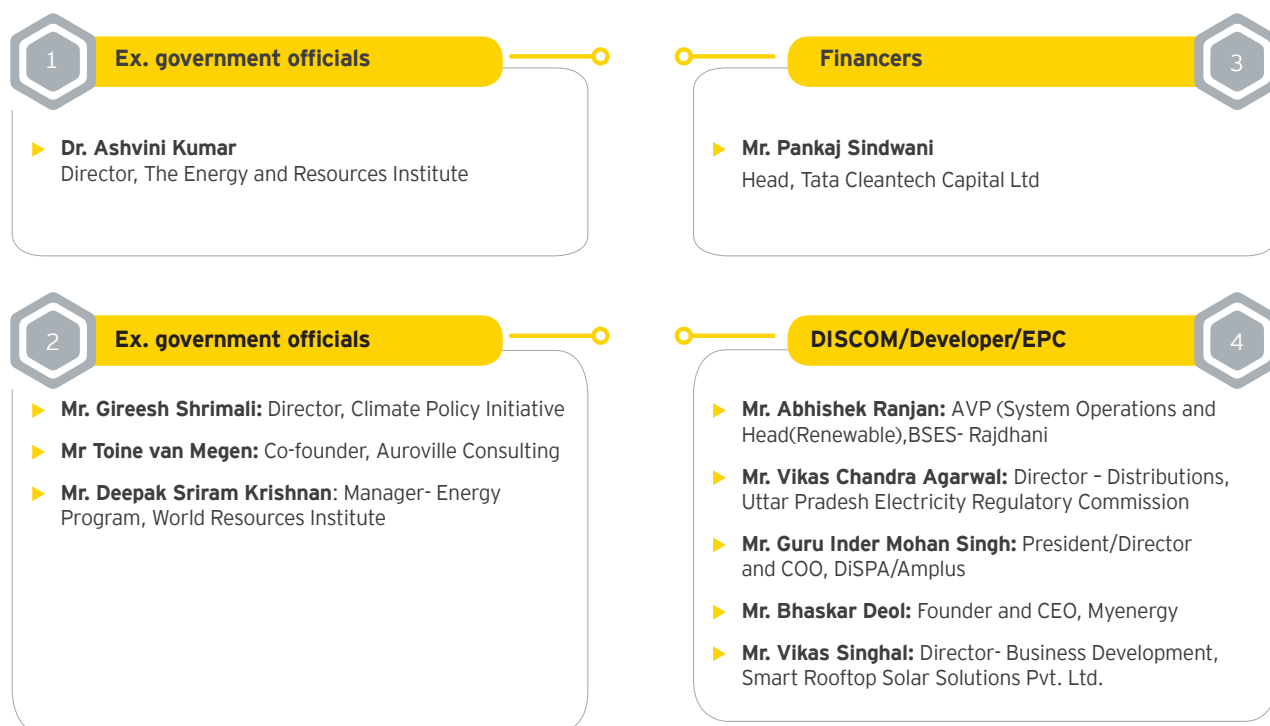 1
Ex. government officials
Dr. Ashvini Kumar
Director, The Energy and Resources Institute
2
Ex. government officials
Mr. Gireesh Shrimali: Director, Climate Policy Initiative
Mr Toine van Megen: Co-founder, Auroville Consulting
Mr. Deepak Sriram Krishnan: Manager- Energy
Program, World Resources Institute
Financers
3
Mr. Pankaj Sindwani
Head, Tata Cleantech Capital Ltd
DISCOM/Developer/EPC
4
Mr. Abhishek Ranjan: AVP (System Operations and
Head(Renewable),BSES- Rajdhani
Mr. Vikas Chandra Agarwal: Director – Distributions,
Uttar Pradesh Electricity Regulatory Commission
Mr. Guru Inder Mohan Singh: President/Director
and COO, DiSPA/Amplus
Mr. Bhaskar Deol: Founder and CEO, Myenergy
Mr. Vikas Singhal: Director- Business Development,
Smart Rooftop Solar Solutions Pvt. Ltd.